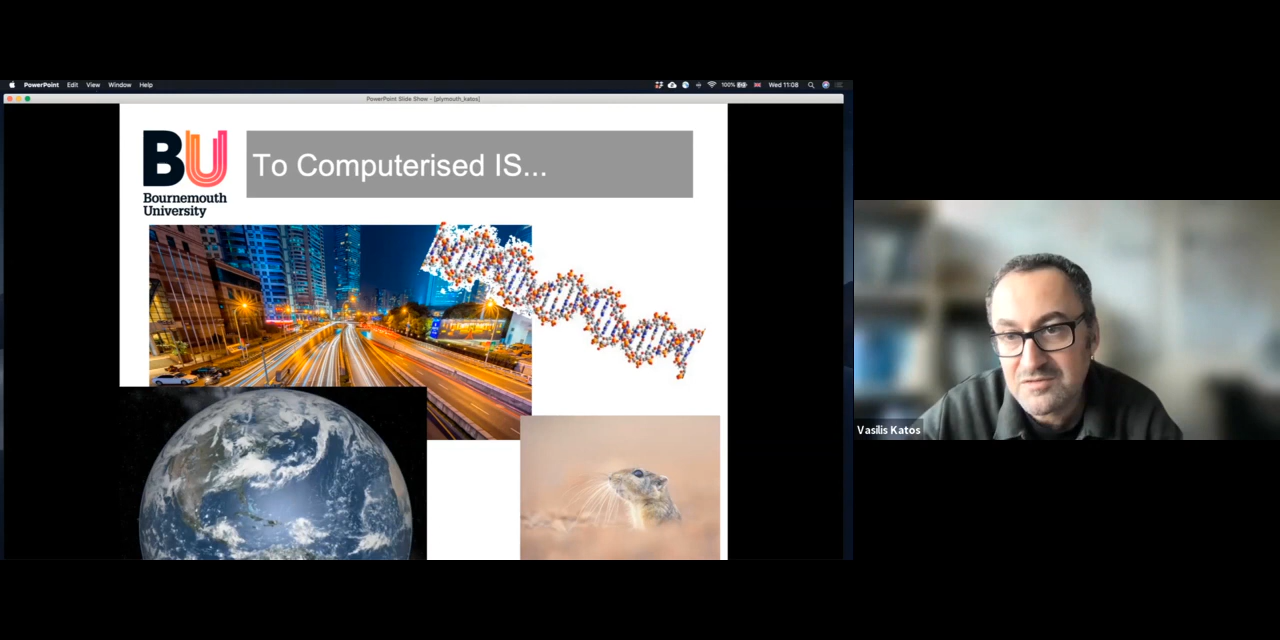 PowerPoint Edit View Window Help
100% Wed 11:08
PowerPoint Slide Show - [plymouth_katos]
BU
Bournemouth
University
To Computerised IS...
Vasilis Katos